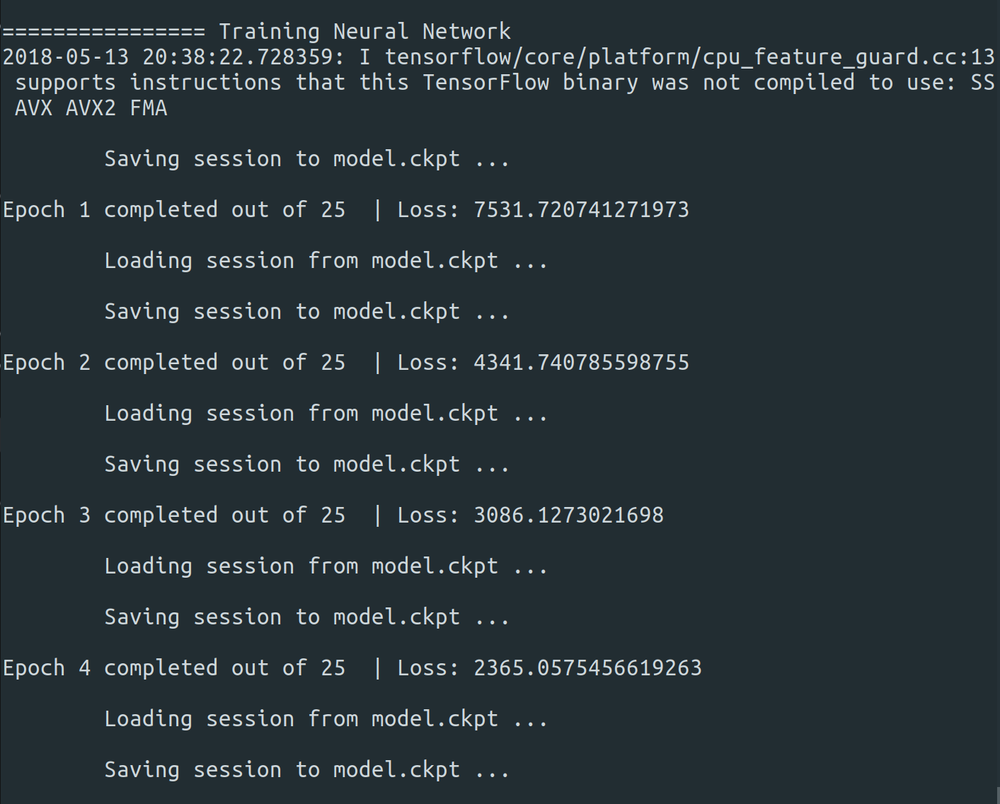 ================ Training Neural Network
2018-05-13 20:38:22.728359: I tensorflow/core/platform/cpu_feature_guard.cc:13
supports instructions that this TensorFlow binary was not compiled to use: SS
AVX AVX2 FMA
Saving session to model.ckpt ...
Epoch 1 completed out of 25  | Loss: 7531.720741271973
Loading session from model.ckpt ...
Saving session to model.ckpt ...
Epoch 2 completed out of 25  | Loss: 4341.740785598755
Loading session from model.ckpt ...
Saving session to model.ckpt ...
Epoch 3 completed out of 25  | Loss: 3086.1273021698
Loading session from model.ckpt ...
Saving session to model.ckpt ...
Epoch 4 completed out of 25  | Loss: 2365.0575456619263
Loading session from model.ckpt ...
Saving session to model.ckpt ...